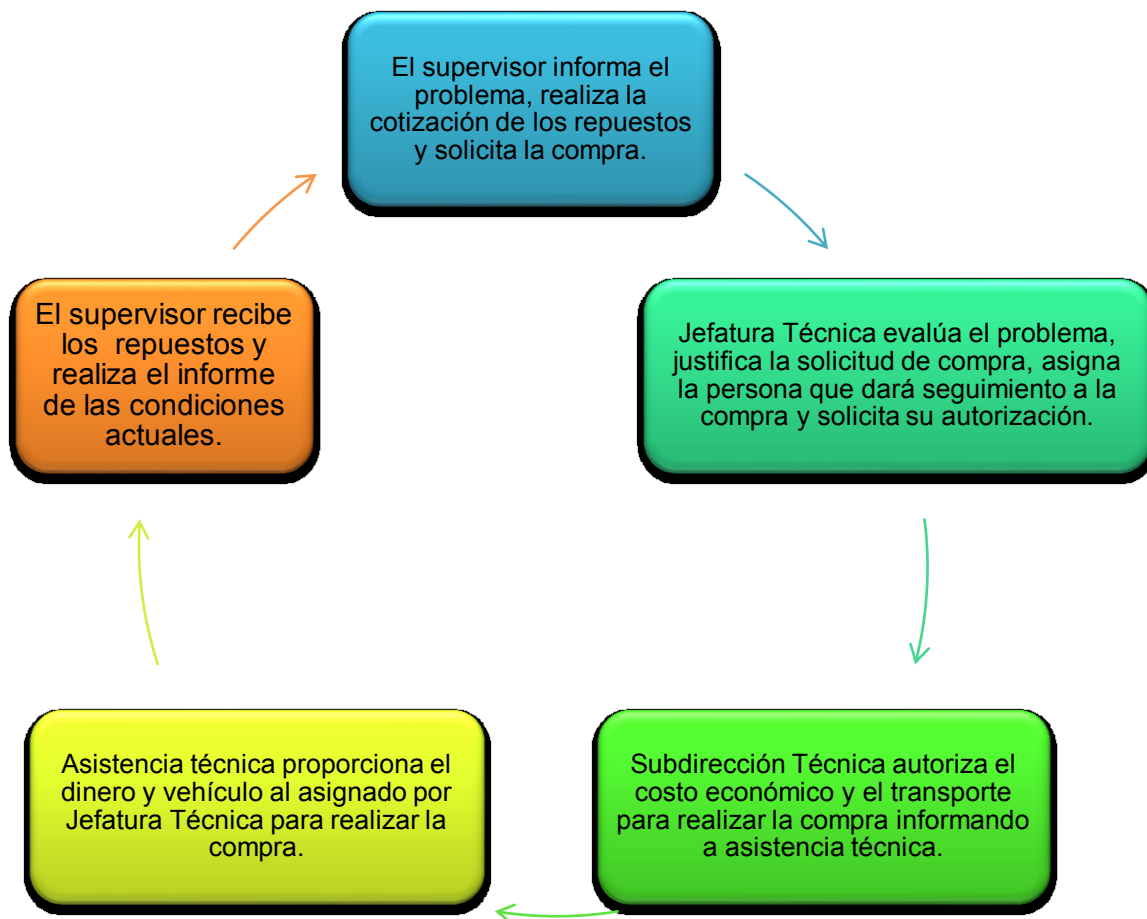 El supervisor informa el
problema, realiza la
cotización de los repuestos
y solicita la compra.
Jefatura Técnica evalúa el problema,
justifica la solicitud de compra, asigna
la persona que dará seguimiento a la
compra y solicita su autorización.
Subdirección Técnica autoriza el
costo económico y el transporte
para realizar la compra informando
a asistencia técnica.
Asistencia técnica proporciona el
dinero y vehículo al asignado por
Jefatura Técnica para realizar la
compra.
El supervisor recibe
los repuestos y
realiza el informe
de las condiciones
actuales.